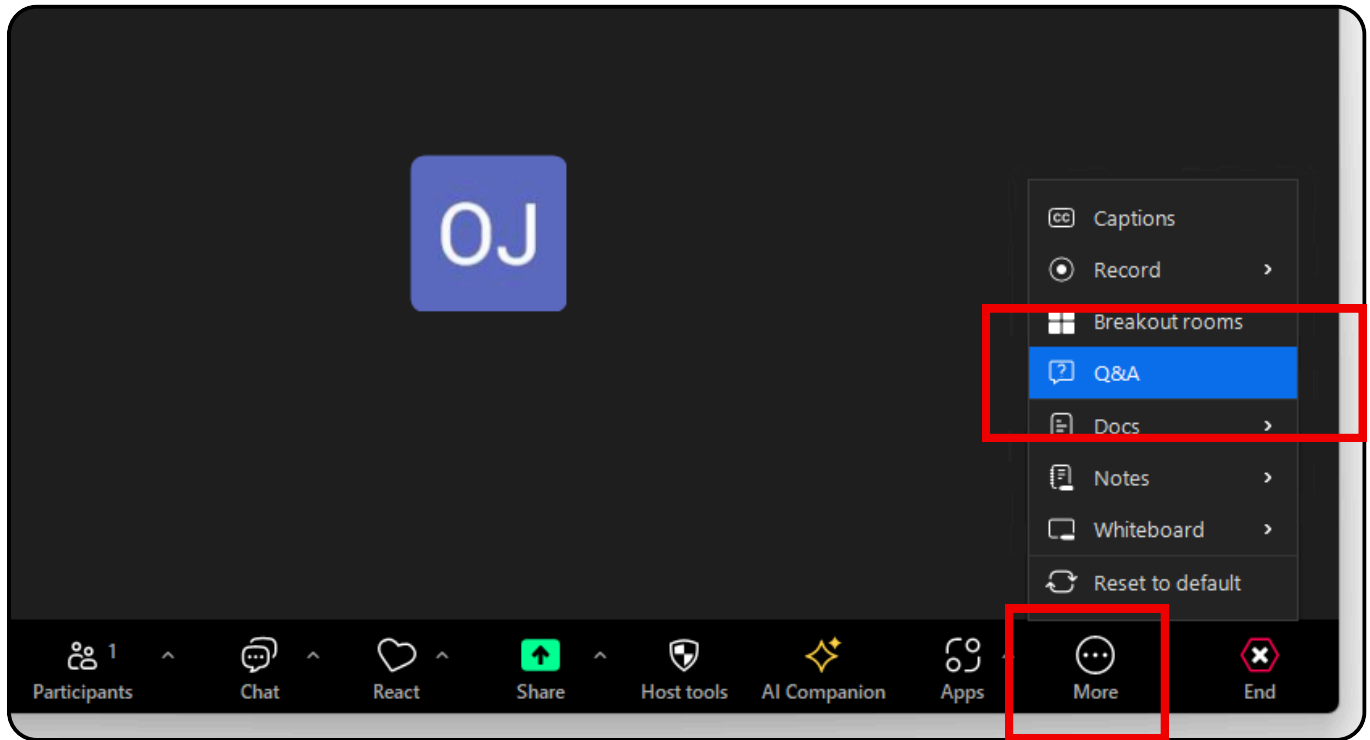 OJ
CC Captions
Record
Breakout rooms
? Q&A
Docs
Notes
Whiteboard
Reset to default
1
Participants
Chat
React
Share
Host tools
AI Companion
Apps
More
End